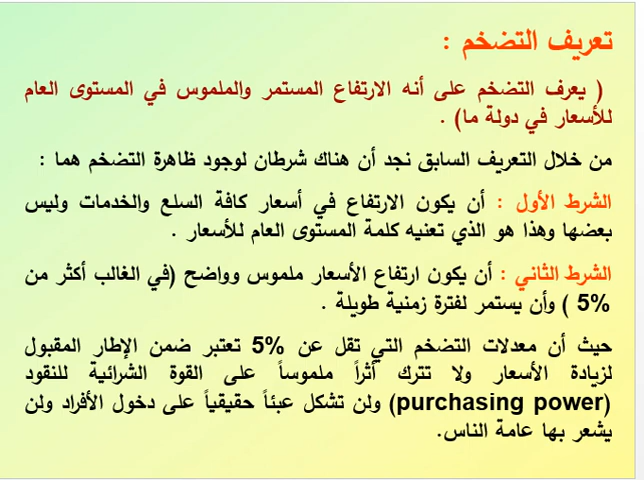 تعريف التضخم :
( يعرف التضخم على أنه الارتفاع المستمر والملموس في المستوى العام
للأسعار في دولة ما) .
من خلال التعريف السابق نجد أن هناك شرطان لوجود ظاهرة التضخم هما :
الشرط الأول : أن يكون الارتفاع في أسعار كافة السلع والخدمات وليس
بعضها وهذا هو الذي تعنيه كلمة المستوى العام للأسعار .
الشرط الثاني : أن يكون ارتفاع الأسعار ملموس وواضح (في الغالب أكثر من
5% ) وأن يستمر لفترة زمنية طويلة .
حيث أن معدلات التضخم التي تقل عن 5% تعتبر ضمن الإطار المقبول
لزيادة الأسعار ولا تترك أثراً ملموساً على القوة الشرائية للنقود
(purchasing power) ولن تشكل عبئاً حقيقياً على دخول الأفراد ولن
يشعر بها عامة الناس.